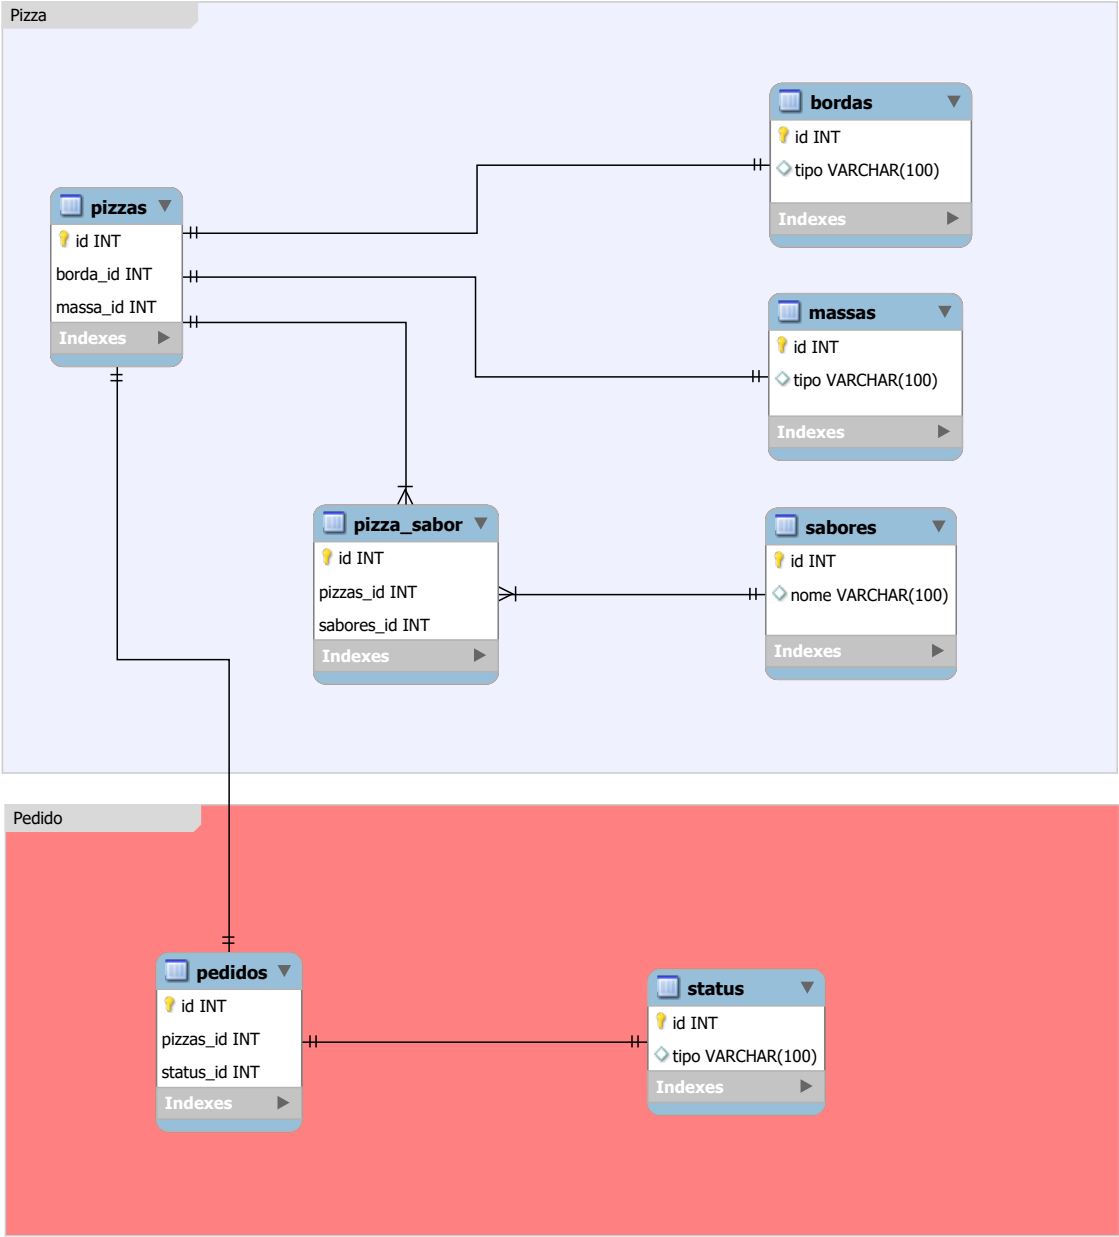 Pizza
bordas
id INT
tipo VARCHAR(100)
Indexes
pizzas
id INT
borda_id INT
massa_id INT
Indexes
massas
id INT
tipo VARCHAR(100)
Indexes
pizza_sabor
id INT
pizzas_id INT
sabores_id INT
Indexes
sabores
id INT
nome VARCHAR(100)
Indexes
Pedido
pedidos
id INT
pizzas_id INT
status_id INT
Indexes
status
id INT
tipo VARCHAR(100)
Indexes